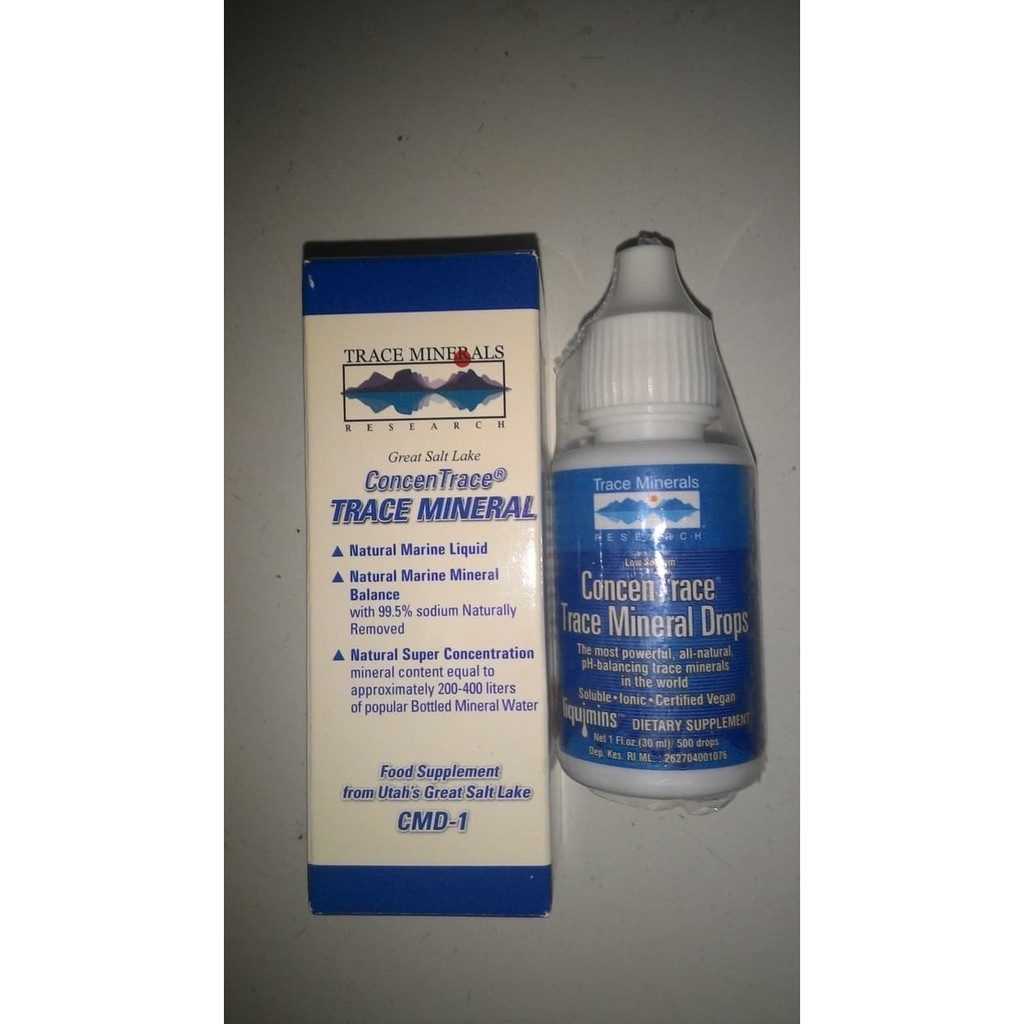 TRACE MINERALS
RESEARCH
Great Salt Lake
ConcenTrace®
TRACE MINERAL
▲ Natural Marine Liquid
▲ Natural Marine Mineral
Balance
with 99.5% sodium Naturally
Removed
▲ Natural Super Concentration
mineral content equal to
approximately 200-400 liters
of popular Bottled Mineral Water
Food Supplement
from Utah's Great Salt Lake
CMD-1
Trace Minerals
RESEARCH
Low Sodium
ConcenTrace®
Trace Mineral Drops
The most powerful, all-natural,
pH-balancing trace minerals
in the world
Soluble • Ionic • Certified Vegan
liquimins™ DIETARY SUPPLEMENT
Net 1 Fl.oz.(30 ml)/ 500 drops
Dep. Kes. RI ML : 262704001076